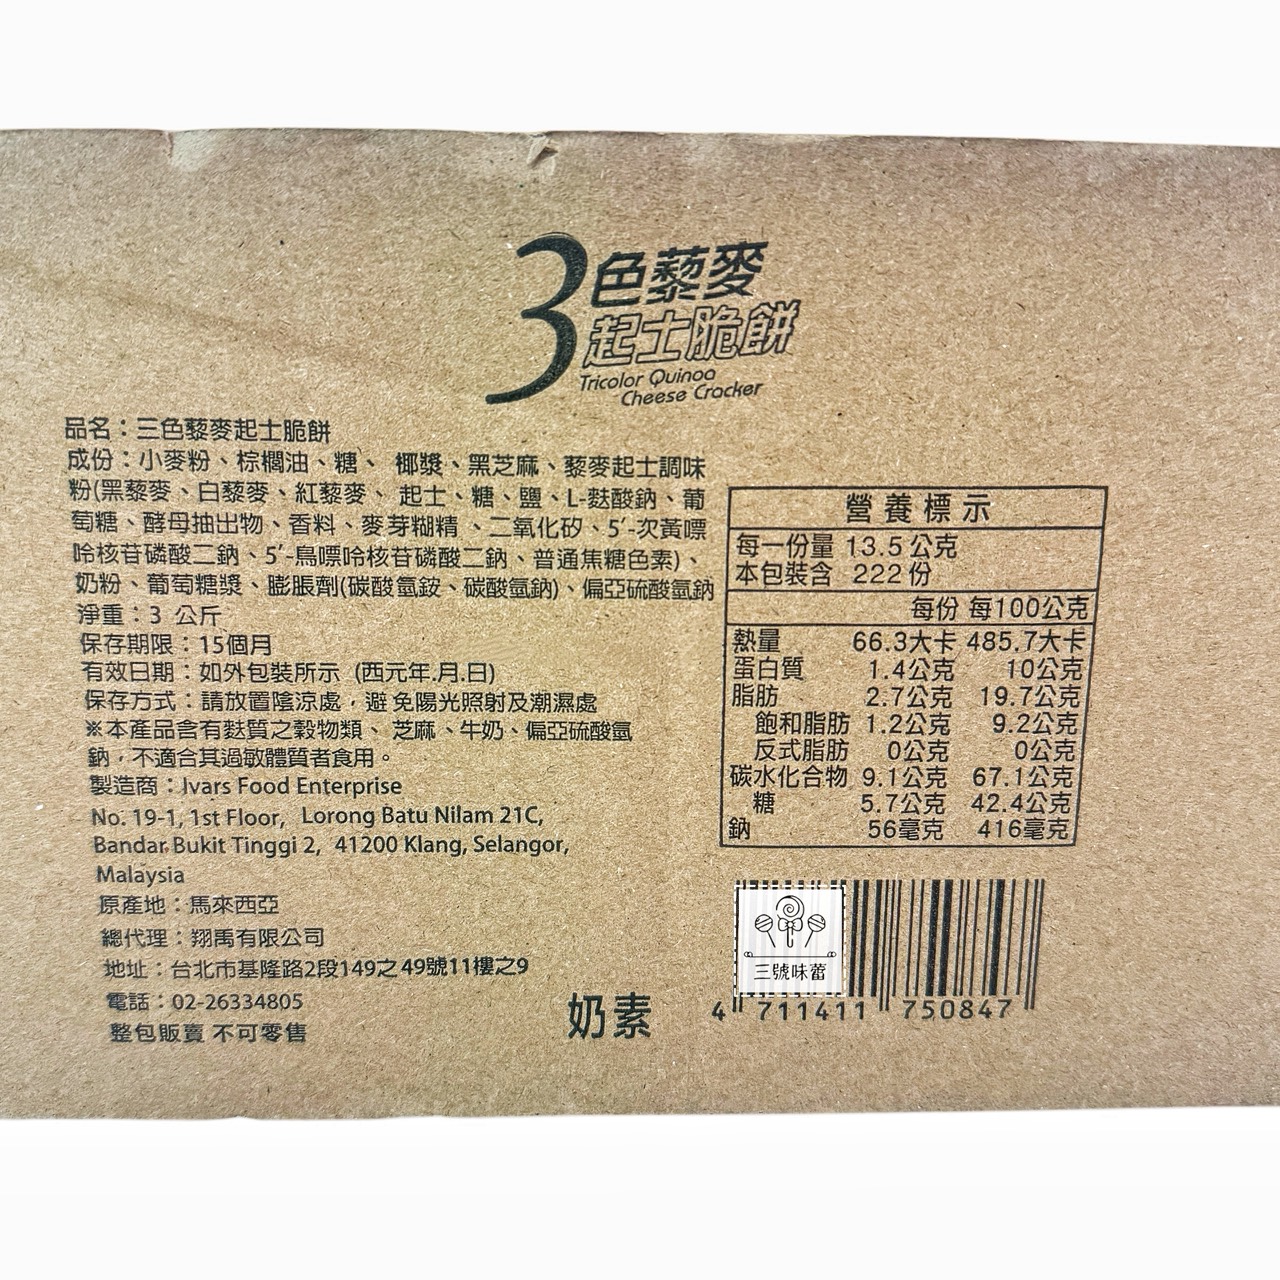 3色藜麥
起士脆餅
Tricolor Quinoa
Cheese Cracker
品名：三色藜麥起士脆餅
成份：小麥粉、棕櫚油、糖、椰漿、黑芝麻、藜麥起士調味
粉(黑藜麥、白藜麥、紅藜麥、起士、糖、鹽、L-麩酸鈉、葡
萄糖、酵母抽出物、香料、麥芽糊精、二氧化矽、5'-次黃嘌
呤核苷磷酸二鈉、5'-鳥嘌呤核苷磷酸二鈉、普通焦糖色素)、
奶粉、葡萄糖漿、膨脹劑(碳酸氫銨、碳酸氫鈉)、偏亞硫酸氫鈉
淨重：3 公斤
保存期限：15個月
有效日期：如外包裝所示 (西元年.月.日)
保存方式：請放置陰涼處，避免陽光照射及潮濕處
※本產品含有麩質之穀物類、芝麻、牛奶、偏亞硫酸氫
鈉，不適合其過敏體質者食用。
製造商：Ivars Food Enterprise
No. 19-1, 1st Floor, Lorong Batu Nilam 21C,
Bandar Bukit Tinggi 2, 41200 Klang, Selangor,
Malaysia
原產地：馬來西亞
總代理：翔禹有限公司
地址：台北市基隆路2段149之49號11樓之9
電話：02-26334805
整包販賣 不可零售
奶素
營養標示
每一份量 13.5公克
本包裝含 222份
每份 每100公克
熱量 66.3大卡 485.7大卡
蛋白質 1.4公克 10公克
脂肪 2.7公克 19.7公克
飽和脂肪 1.2公克 9.2公克
反式脂肪 0公克 0公克
碳水化合物 9.1公克 67.1公克
糖 5.7公克 42.4公克
鈉 56毫克 416毫克
三號味蕾
4 711411 750847